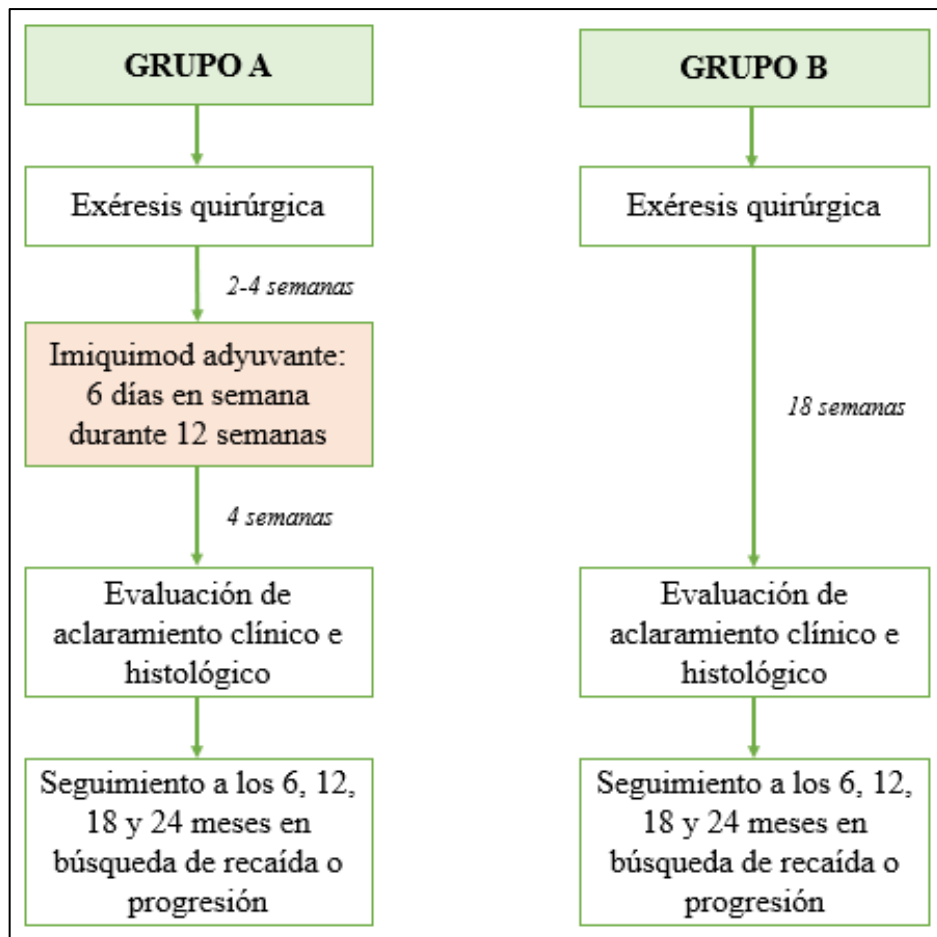 GRUPO A
Exéresis quirúrgica
2-4 semanas
Imiquimod adyuvante:
6 días en semana
durante 12 semanas
4 semanas
Evaluación de
aclaramiento clínico e
histológico
Seguimiento a los 6, 12,
18 y 24 meses en
búsqueda de recaída o
progresión
GRUPO B
Exéresis quirúrgica
18 semanas
Evaluación de
aclaramiento clínico e
histológico
Seguimiento a los 6, 12,
18 y 24 meses en
búsqueda de recaída o
progresión